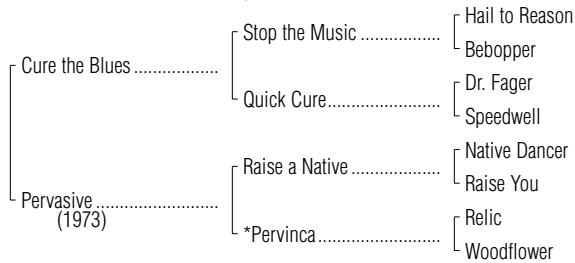 Hail to Reason
Stop the Music ..................
Bebopper
Cure the Blues ...................
Dr. Fager
Quick Cure..........................
Speedwell
Native Dancer
Raise a Native ....................
Raise You
Pervasive ...........................
(1973)
Relic
*Pervinca...........................
Woodflower